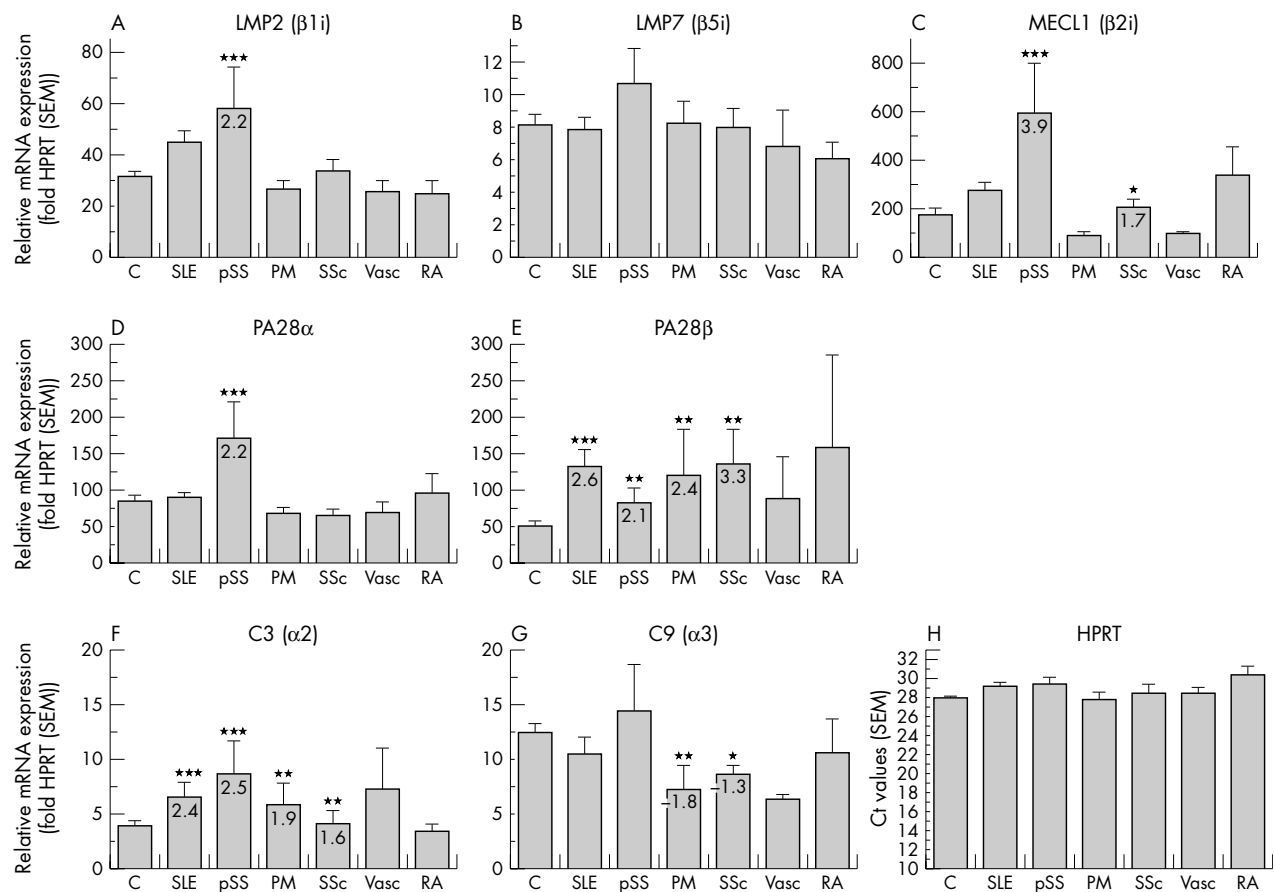 A
LMP2 (β1i)
Relative mRNA expression
(fold HPRT (SEM))
80
60
40
20
0
★★★
2.2
C SLE pSS PM SSc Vasc RA
B
LMP7 (β5i)
12
10
8
6
4
2
0
C SLE pSS PM SSc Vasc RA
C
MECL1 (β2i)
800
600
400
200
0
★★★
3.9
★
1.7
C SLE pSS PM SSc Vasc RA
D
PA28α
Relative mRNA expression
(fold HPRT (SEM))
300
250
200
150
100
50
0
★★★
2.2
C SLE pSS PM SSc Vasc RA
E
PA28β
300
250
200
150
100
50
0
★★★ ★★ ★★ ★★
2.6 2.1 2.4 3.3
C SLE pSS PM SSc Vasc RA
F
C3 (α2)
Relative mRNA expression
(fold HPRT (SEM))
20
15
10
5
0
★★★ ★★★ ★★ ★★
2.4 2.5 1.9 1.6
C SLE pSS PM SSc Vasc RA
G
C9 (α3)
20
15
10
5
0
★★ ★
–1.8 –1.3
C SLE pSS PM SSc Vasc RA
H
HPRT
Ct values (SEM)
32
30
28
26
24
22
20
18
16
14
12
10
C SLE pSS PM SSc Vasc RA